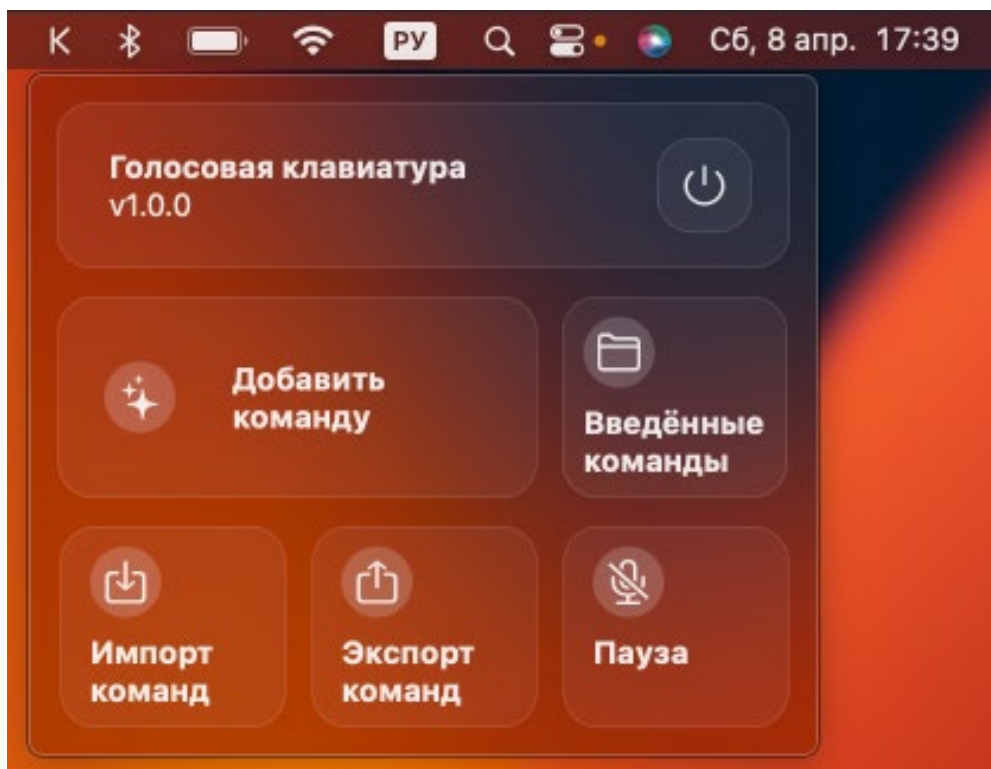 K РУ Сб, 8 апр. 17:39
Голосовая клавиатура
v1.0.0
Добавить
команду
Введённые
команды
Импорт
команд
Экспорт
команд
Пауза